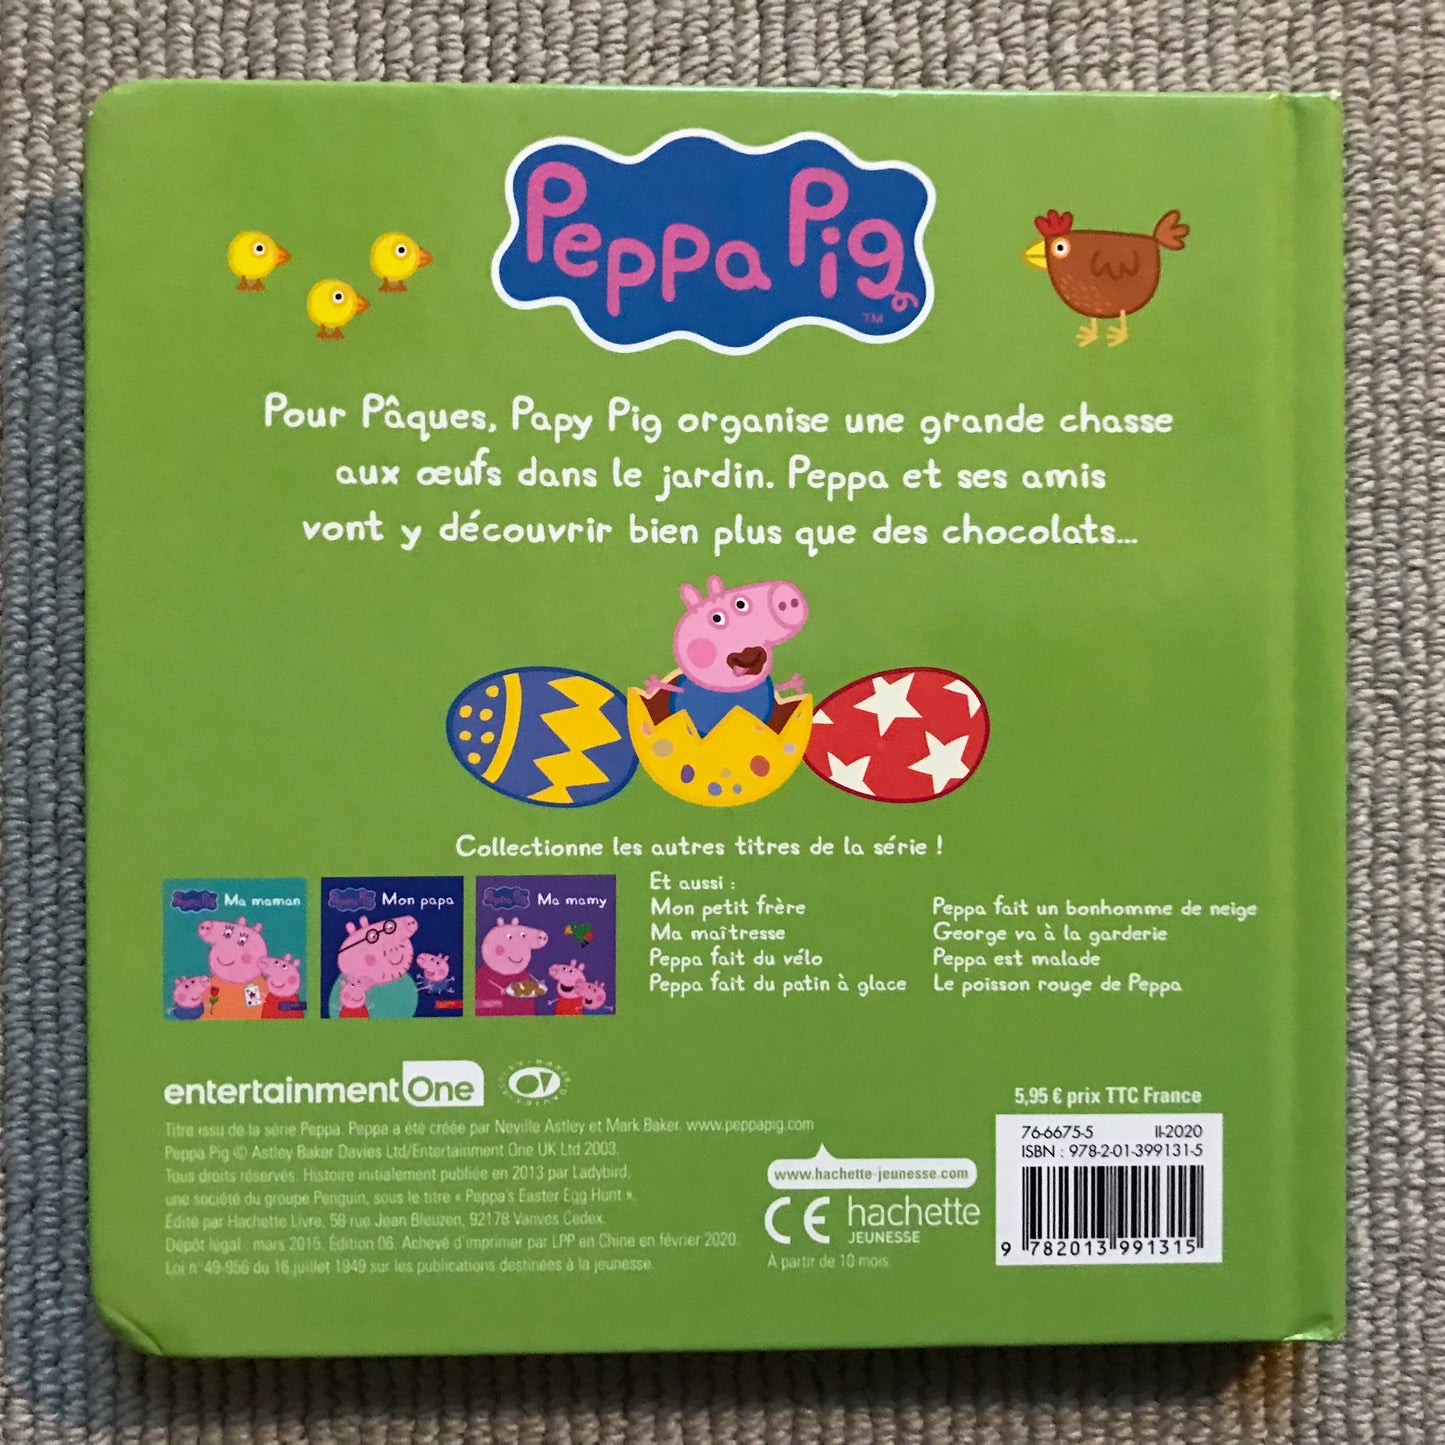 Peppa Pig
TM
Pour Pâques, Papy Pig organise une grande chasse
aux œufs dans le jardin. Peppa et ses amis
vont y découvrir bien plus que des chocolats...
Collectionne les autres titres de la série !
Peppa Pig Ma maman
Peppa Pig Mon papa
Peppa Pig Ma mamy
Et aussi :
Mon petit frère
Ma maîtresse
Peppa fait du vélo
Peppa fait du patin à glace
Peppa fait un bonhomme de neige
George va à la garderie
Peppa est malade
Le poisson rouge de Peppa
entertainmentOne
Titre issu de la série Peppa. Peppa a été créée par Neville Astley et Mark Baker. www.peppapig.com
Peppa Pig © Astley Baker Davies Ltd/Entertainment One UK Ltd 2003.
Tous droits réservés. Histoire initialement publiée en 2013 par Ladybird,
une société du groupe Penguin, sous le titre « Peppa's Easter Egg Hunt ».
Édité par Hachette Livre, 58 rue Jean Bleuzen, 92178 Vanves Cedex.
Dépôt légal : mars 2015. Édition 06. Achevé d'imprimer par LPP en Chine en février 2020.
Loi n° 49-956 du 16 juillet 1949 sur les publications destinées à la jeunesse.
www.hachette-jeunesse.com
CE hachette
JEUNESSE
À partir de 10 mois.
5,95 € prix TTC France
76-6675-5 II-2020
ISBN : 978-2-01-399131-5
9 782013 991315